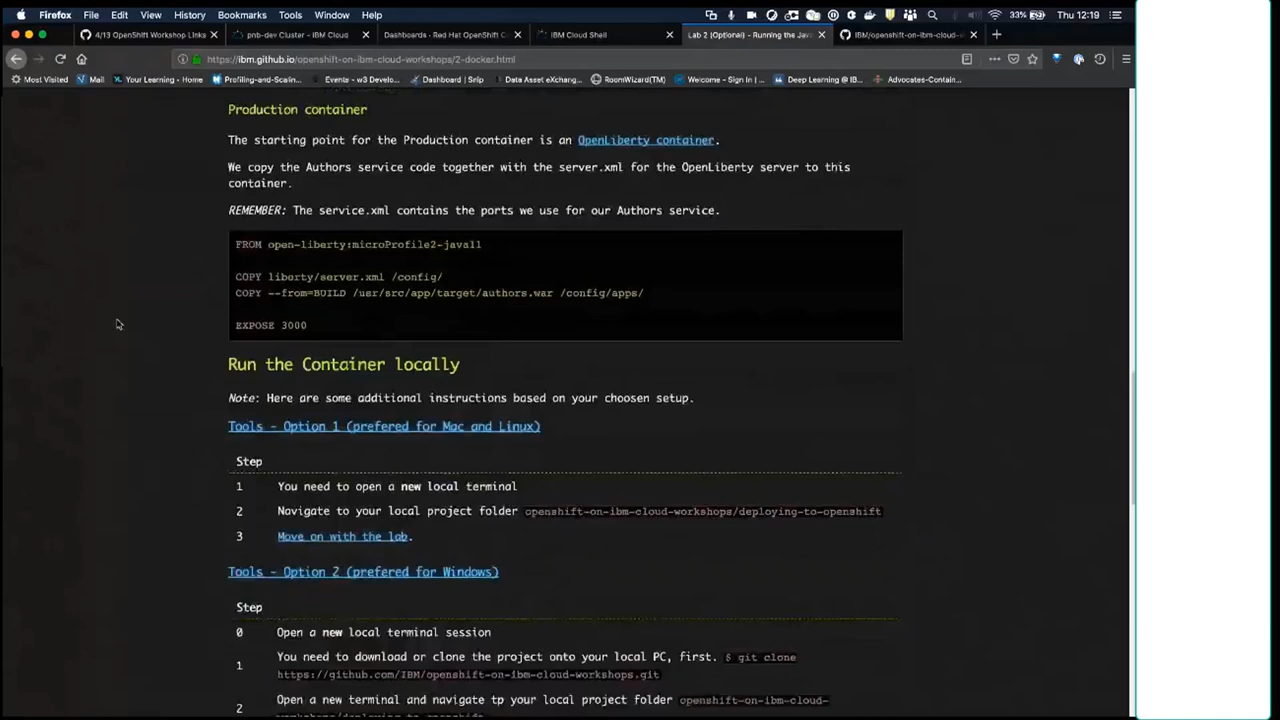 Firefox File Edit View History Bookmarks Tools Window Help 33% Thu 12:19
4/13 OpenShift Workshop Links pnb-dev Cluster - IBM Cloud Dashboards - Red Hat OpenShift C IBM Cloud Shell Lab 2 (Optional) - Running the Jav IBM/openshift-on-ibm-cloud-w
https://ibm.github.io/openshift-on-ibm-cloud-workshops/2-docker.html
Most Visited Mail Your Learning - Home Profiling-and-Scalin... Events - w3 Develo... Dashboard | Snip Data Asset eXchang... RoomWizard(TM) Welcome - Sign In | ... Deep Learning @ IB... Advocates-Contain...
Production container
The starting point for the Production container is an OpenLiberty container.
We copy the Authors service code together with the server.xml for the OpenLiberty server to this
container.
REMEMBER: The service.xml contains the ports we use for our Authors service.
FROM open-liberty:microProfile2-java11
COPY liberty/server.xml /config/
COPY --from=BUILD /usr/src/app/target/authors.war /config/apps/
EXPOSE 3000
Run the Container locally
Note: Here are some additional instructions based on your choosen setup.
Tools - Option 1 (prefered for Mac and Linux)
Step
1 You need to open a new local terminal
2 Navigate to your local project folder openshift-on-ibm-cloud-workshops/deploying-to-openshift
3 Move on with the lab.
Tools - Option 2 (prefered for Windows)
Step
0 Open a new local terminal session
1 You need to download or clone the project onto your local PC, first. $ git clone
https://github.com/IBM/openshift-on-ibm-cloud-workshops.git
2 Open a new terminal and navigate tp your local project folder openshift-on-ibm-cloud-